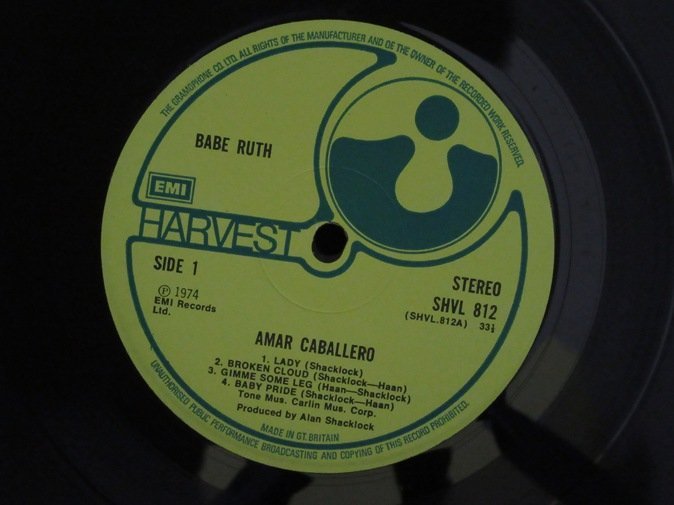 THE GRAMOPHONE CO. LTD. ALL RIGHTS OF THE MANUFACTURER AND OF THE OWNER OF THE RECORDED WORK RESERVED.
BABE RUTH
EMI
HARVEST
SIDE 1
STEREO
SHVL 812
(SHVL.812A) 33⅓
Ⓟ 1974
EMI Records
Ltd.
AMAR CABALLERO
1. LADY (Shacklock)
2. BROKEN CLOUD (Shacklock—Haan)
3. GIMME SOME LEG (Haan—Shacklock)
4. BABY PRIDE (Shacklock—Haan)
Tone Mus. Carlin Mus. Corp.
Produced by Alan Shacklock
MADE IN GT. BRITAIN
UNAUTHORISED PUBLIC PERFORMANCE BROADCASTING AND COPYING OF THIS RECORD PROHIBITED.